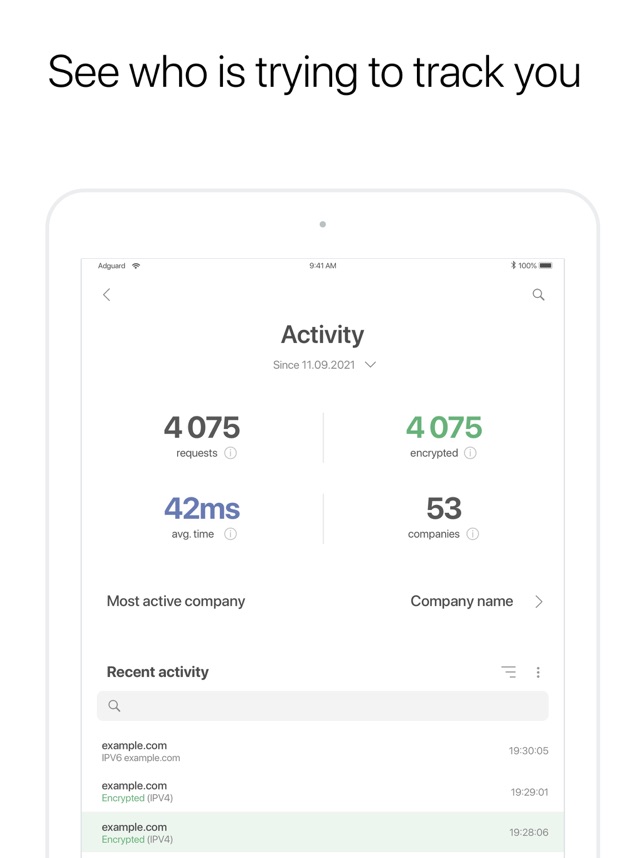 See who is trying to track you
Adguard 9:41 AM 100%
Activity
Since 11.09.2021
4 075 4 075
requests encrypted
42ms 53
avg. time companies
Most active company Company name
Recent activity
example.com 19:30:05
IPV6 example.com
example.com 19:29:01
Encrypted (IPV4)
example.com 19:28:06
Encrypted (IPV4)